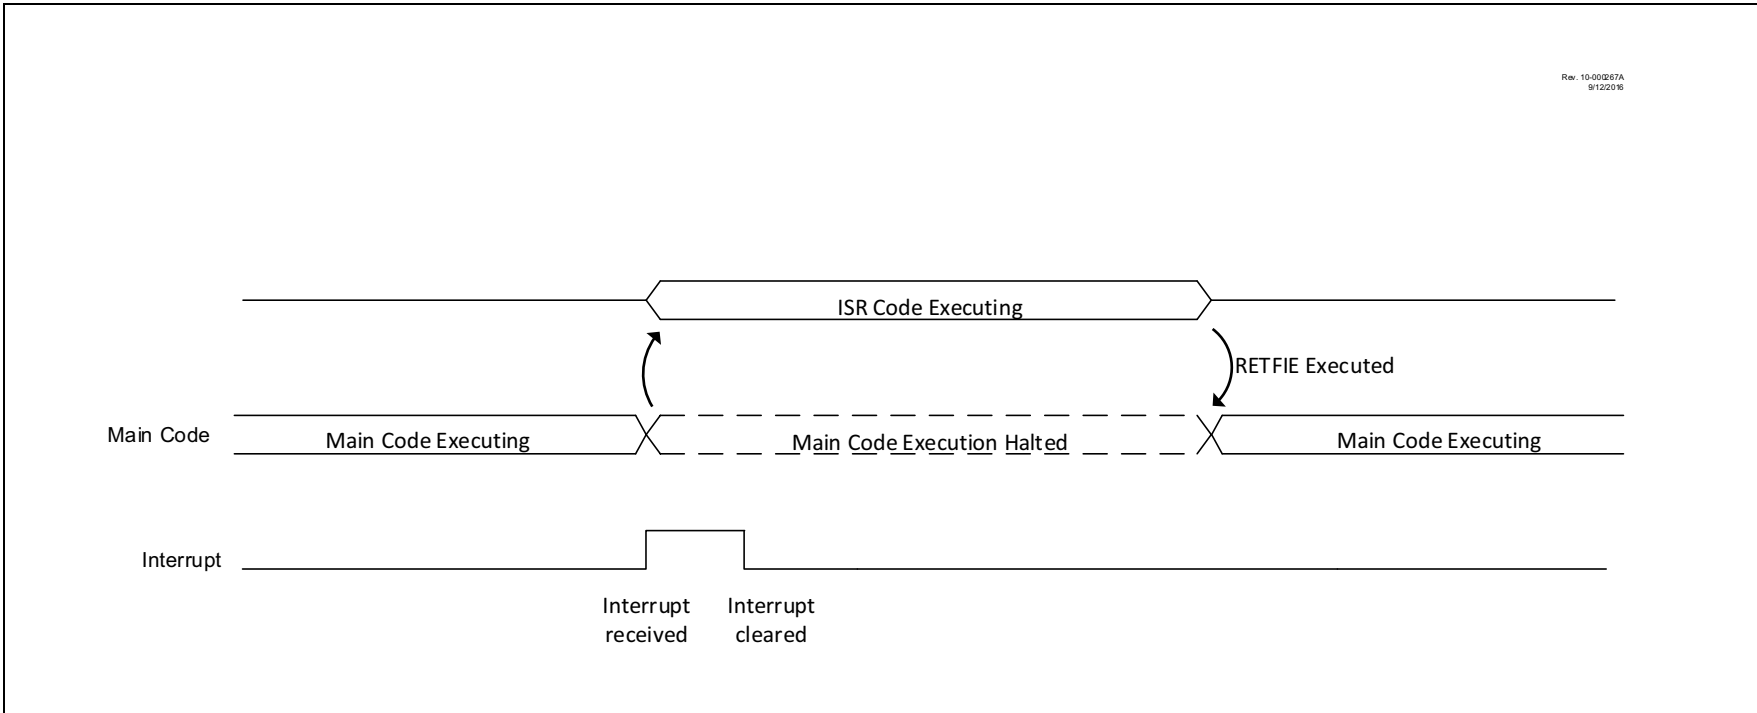 Rev. 10-000267A
9/12/2016
ISR Code Executing
RETFIE Executed
Main Code
Main Code Executing
Main Code Execution Halted
Main Code Executing
Interrupt
Interrupt
received
Interrupt
cleared